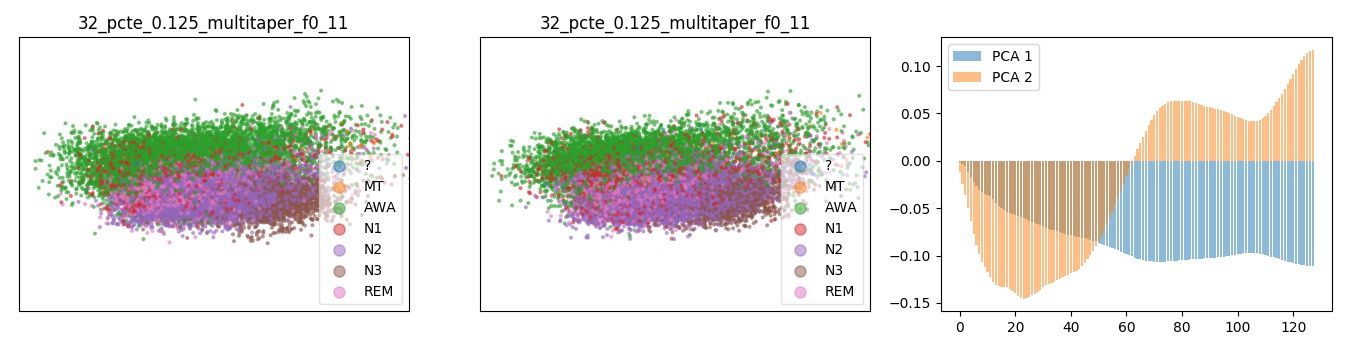 32_pcte_0.125_multitaper_f0_11
?
MT
AWA
N1
N2
N3
REM
32_pcte_0.125_multitaper_f0_11
?
MT
AWA
N1
N2
N3
REM
PCA 1
PCA 2
0.10
0.05
0.00
−0.05
−0.10
−0.15
0 20 40 60 80 100 120